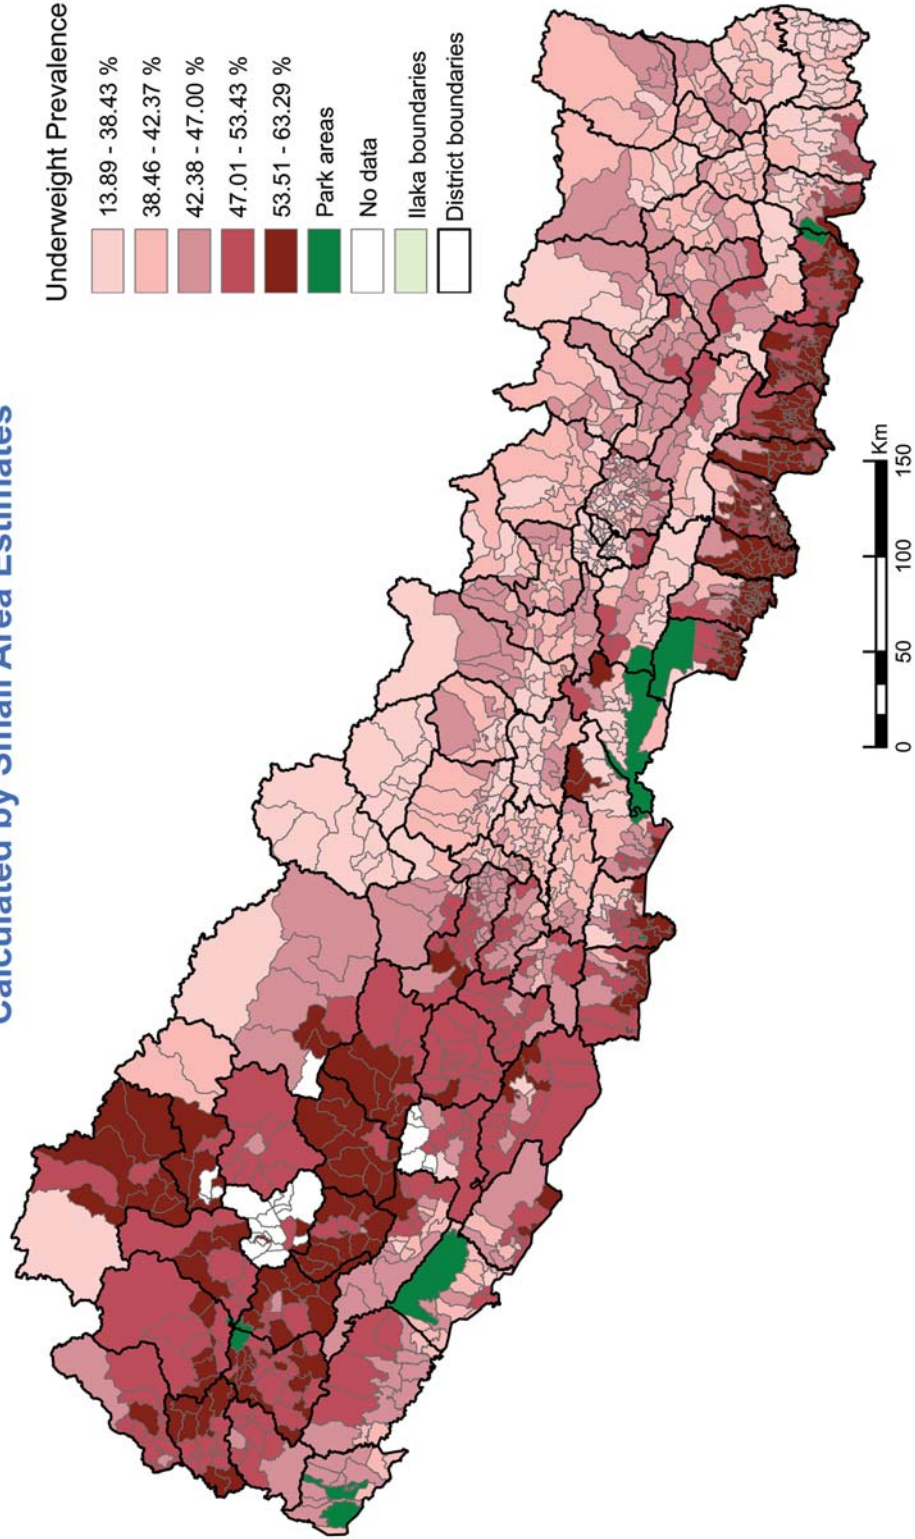 Calculated by Small Area Estimates
Underweight Prevalence
13.89 - 38.43 %
38.46 - 42.37 %
42.38 - 47.00 %
47.01 - 53.43 %
53.51 - 63.29 %
Park areas
No data
Ilaka boundaries
District boundaries
Km
0 50 100 150